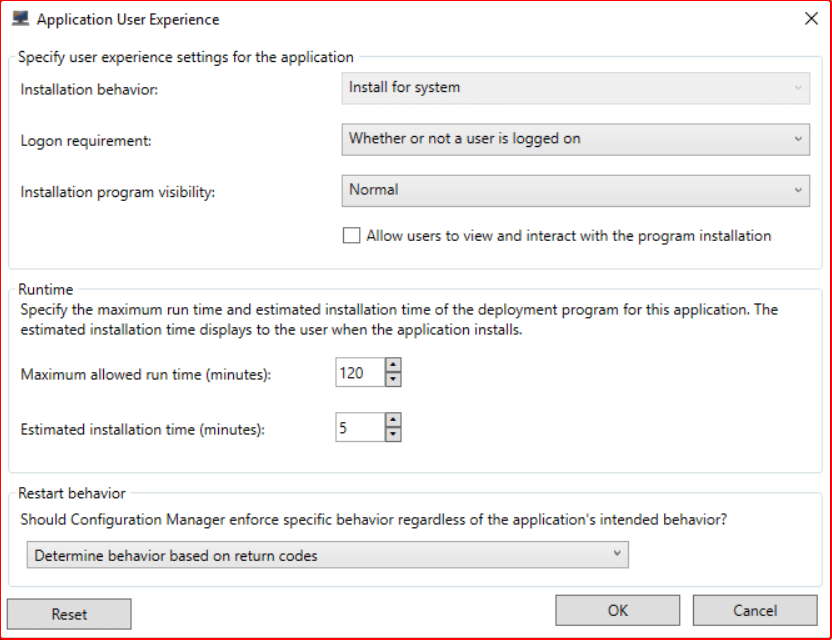 Application User Experience
Specify user experience settings for the application
Installation behavior:
Install for system
Logon requirement:
Whether or not a user is logged on
Installation program visibility:
Normal
Allow users to view and interact with the program installation
Runtime
Specify the maximum run time and estimated installation time of the deployment program for this application. The
estimated installation time displays to the user when the application installs.
Maximum allowed run time (minutes):
120
Estimated installation time (minutes):
5
Restart behavior
Should Configuration Manager enforce specific behavior regardless of the application's intended behavior?
Determine behavior based on return codes
Reset
OK
Cancel